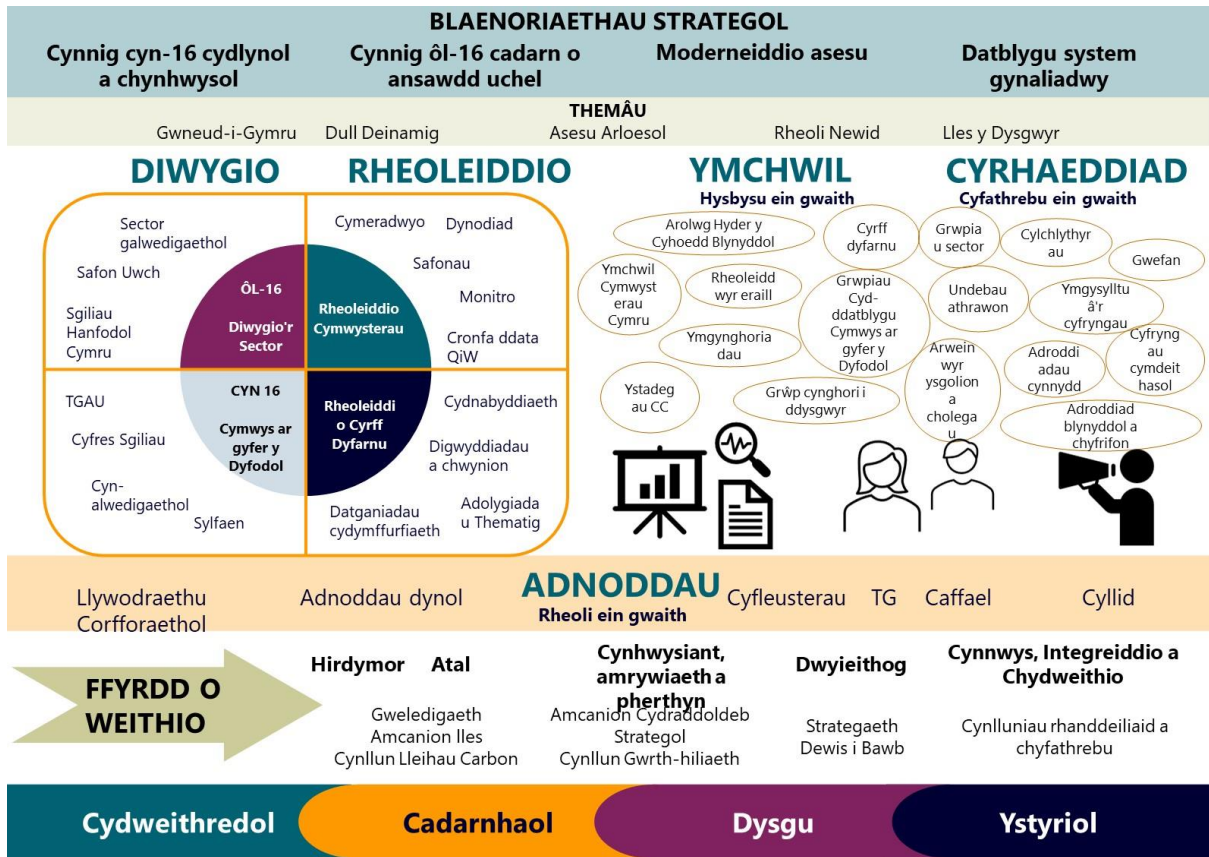 BLAENORIAETHAU STRATEGOL
Cynnig cyn-16 cydlynol
a chynhwysol
Cynnig ôl-16 cadarn o
ansawdd uchel
Moderneiddio asesu
Datblygu system
gynaliadwy
THEMÂU
Gwneud-i-Gymru
Dull Deinamig
Asesu Arloesol
Rheoli Newid
Lles y Dysgwyr
DIWYGIO
RHEOLEIDDIO
YMCHWIL
Hysbysu ein gwaith
CYRHAEDDIAD
Cyfathrebu ein gwaith
Sector
galwedigaethol
Safon Uwch
Sgiliau
Hanfodol
Cymru
ÔL-16
Diwygio'r
Sector
Cymeradwyo
Dynodiad
Safonau
Monitro
Cronfa ddata
QiW
Rheoleiddio
Cymwysterau
TGAU
Cyfres Sgiliau
Cyn-
alwedigaethol
Sylfaen
CYN 16
Cymwys ar
gyfer y
Dyfodol
Rheoleiddi
o Cyrff
Dyfarnu
Cydnabyddiaeth
Digwyddiadau
a chwynion
Adolygiada
u Thematig
Datganiadau
cydymffurfiaeth
Arolwg Hyder y
Cyhoedd Blynyddol
Cyrff
dyfarnu
Ymchwil
Cymwyst
erau
Cymru
Rheoleidd
wyr eraill
Grwpiau
Cyd-
ddatblygu
Cymwys ar
gyfer y
Dyfodol
Ymgynghoria
dau
Ystadeg
au CC
Grŵp cynghori i
ddysgwyr
Grwpia
u sector
Cylchlythyr
au
Gwefan
Undebau
athrawon
Ymgysylltu
â'r
cyfryngau
Arwein
wyr
ysgolion
a
cholega
u
Adroddi
adau
cynnydd
Cyfryng
au
cymdeit
hasol
Adroddiad
blynyddol a
chyfrifon
ADNODDAU
Rheoli ein gwaith
Llywodraethu
Corfforaethol
Adnoddau dynol
Cyfleusterau
TG
Caffael
Cyllid
FFYRDD O
WEITHIO
Hirdymor
Atal
Gweledigaeth
Amcanion lles
Cynllun Lleihau Carbon
Cynhwysiant,
amrywiaeth a
pherthyn
Amcanion Cydraddoldeb
Strategol
Cynllun Gwrth-hiliaeth
Dwyieithog
Strategaeth
Dewis i Bawb
Cynnwys, Integreiddio a
Chydweithio
Cynlluniau rhanddeiliaid a
chyfathrebu
Cydweithredol
Cadarnhaol
Dysgu
Ystyriol